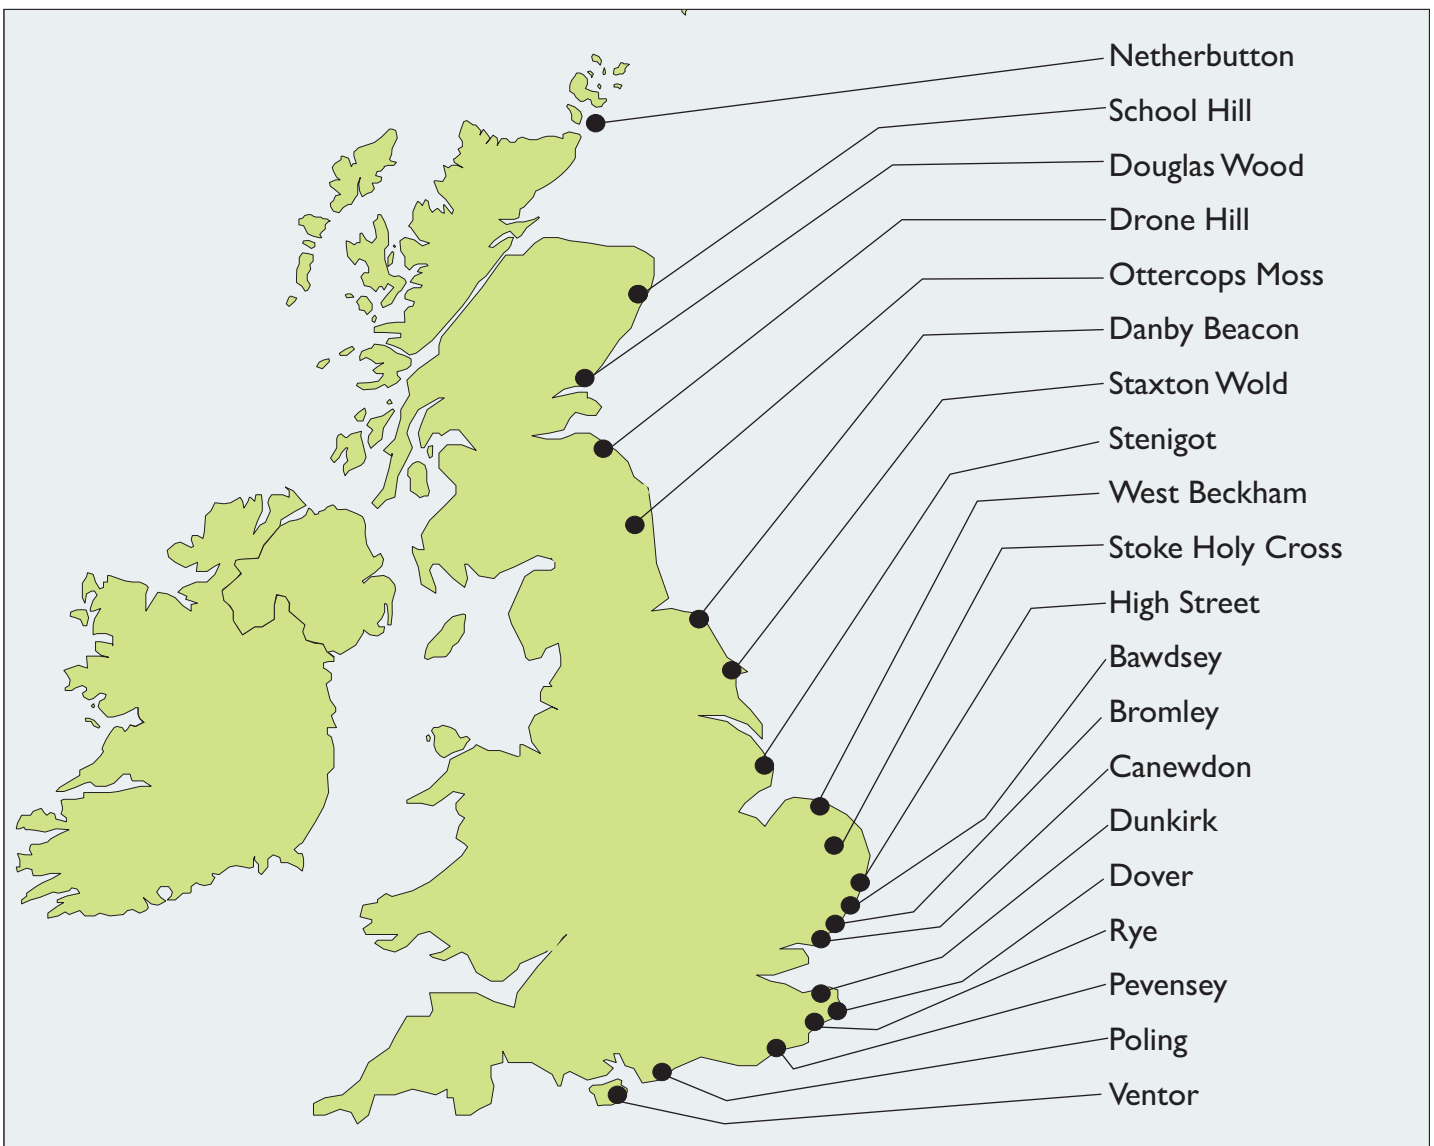 Netherbutton
School Hill
Douglas Wood
Drone Hill
Ottercops Moss
Danby Beacon
Staxton Wold
Stenigot
West Beckham
Stoke Holy Cross
High Street
Bawdsey
Bromley
Canewdon
Dunkirk
Dover
Rye
Pevensey
Poling
Ventor